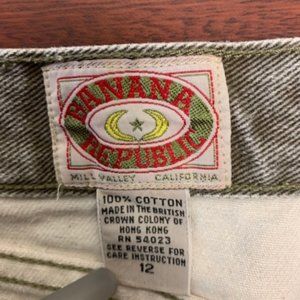 BANANA
REPUBLIC
MILL VALLEY CALIFORNIA
100% COTTON
MADE IN THE BRITISH
CROWN COLONY OF
HONG KONG
RN 54023
SEE REVERSE FOR
CARE INSTRUCTION
12